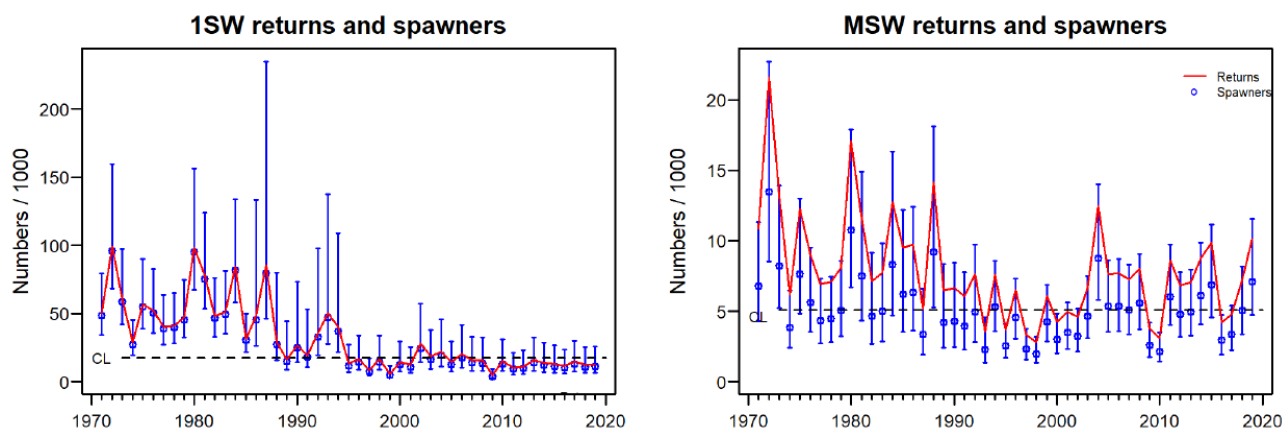 1SW returns and spawners
Numbers / 1000
200
150
100
50
0
CL
1970 1980 1990 2000 2010 2020
MSW returns and spawners
Numbers / 1000
20
15
10
5
0
CL
Returns
Spawners
1970 1980 1990 2000 2010 2020